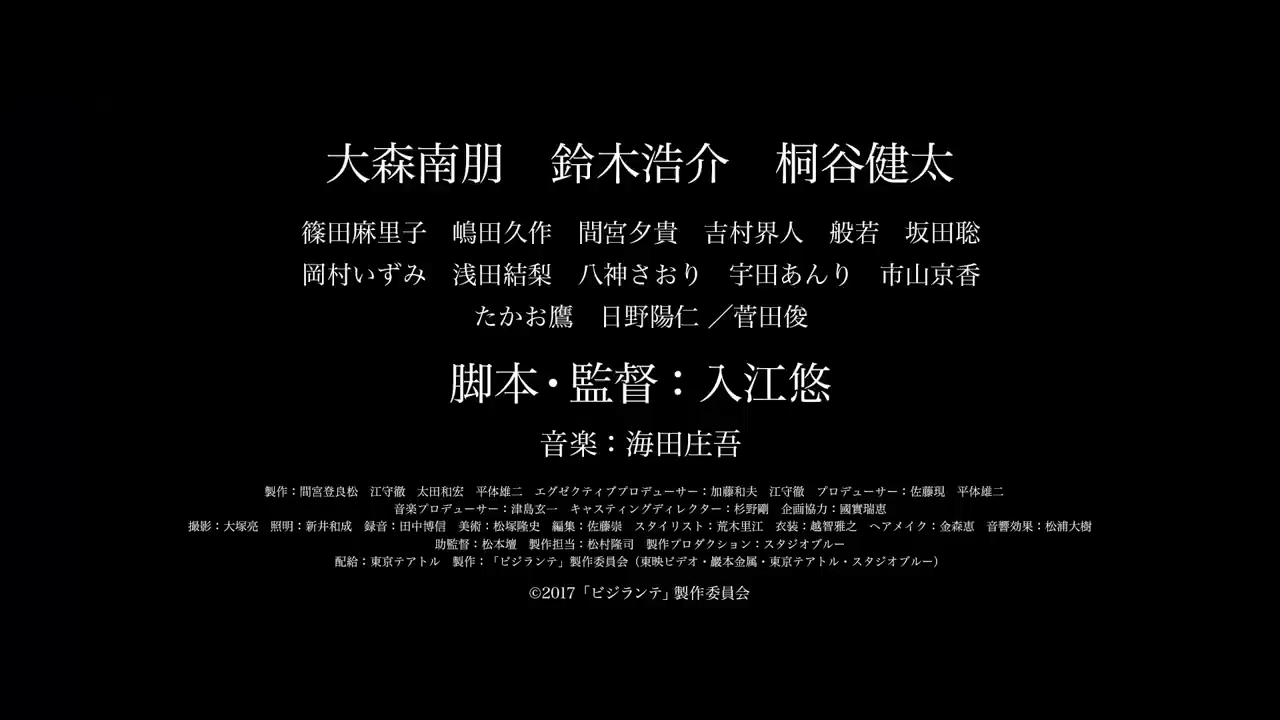 大森南朋　鈴木浩介　桐谷健太
篠田麻里子　嶋田久作　間宮夕貴　吉村界人　般若　坂田聡
岡村いずみ　浅田結梨　八神さおり　宇田あんり　市山京香
たかお鷹　日野陽仁 ／菅田俊
脚本・監督：入江悠
音楽：海田庄吾
製作：間宮登良松　江守徹　太田和宏　平体雄二　エグゼクティブプロデューサー：加藤和夫　江守徹　プロデューサー：佐藤現　平体雄二
音楽プロデューサー：津島玄一　キャスティングディレクター：杉野剛　企画協力：國實瑞恵
撮影：大塚亮　照明：新井和成　録音：田中博信　美術：松塚隆史　編集：佐藤崇　スタイリスト：荒木里江　衣装：越智雅之　ヘアメイク：金森恵　音響効果：松浦大樹
助監督：松本壇　製作担当：松村隆司　製作プロダクション：スタジオブルー
配給：東京テアトル　製作：「ビジランテ」製作委員会（東映ビデオ・巖本金属・東京テアトル・スタジオブルー）
©2017「ビジランテ」製作委員会